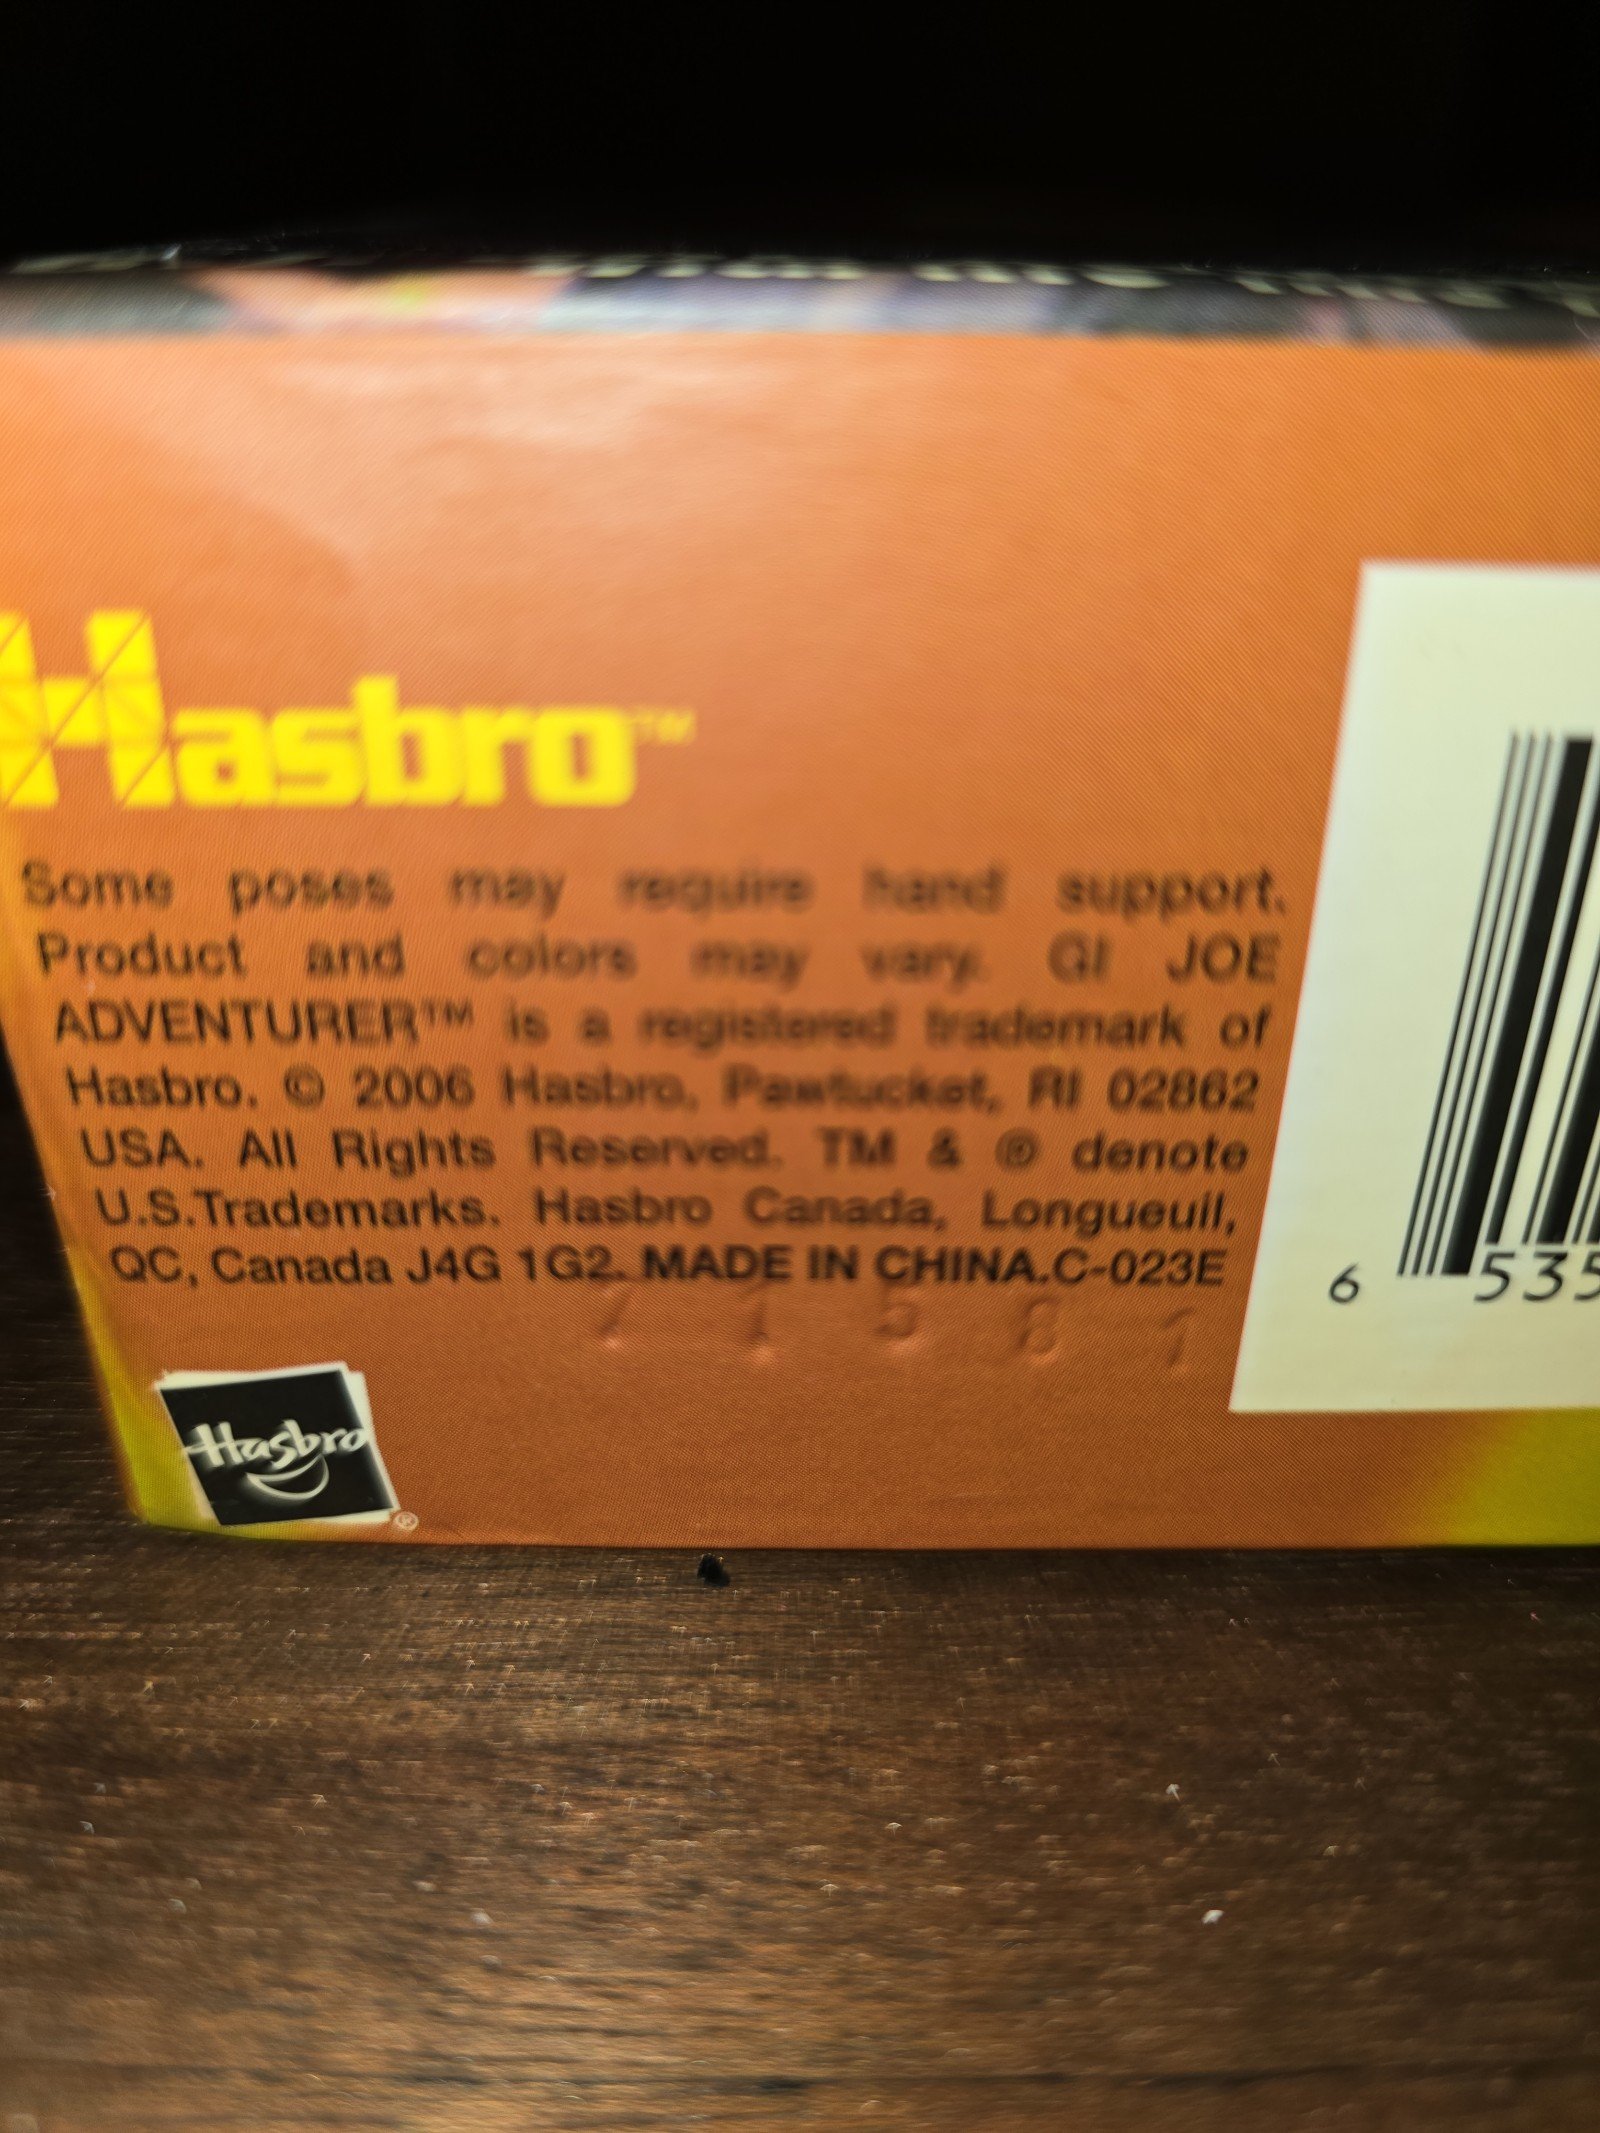 Hasbro™
Some poses may require hand support.
Product and colors may vary. GI JOE
ADVENTURER™ is a registered trademark of
Hasbro. © 2006 Hasbro, Pawtucket, RI 02862
USA. All Rights Reserved. TM & ® denote
U.S.Trademarks. Hasbro Canada, Longueuil,
QC, Canada J4G 1G2. MADE IN CHINA.C-023E
6 535
Hasbro ®